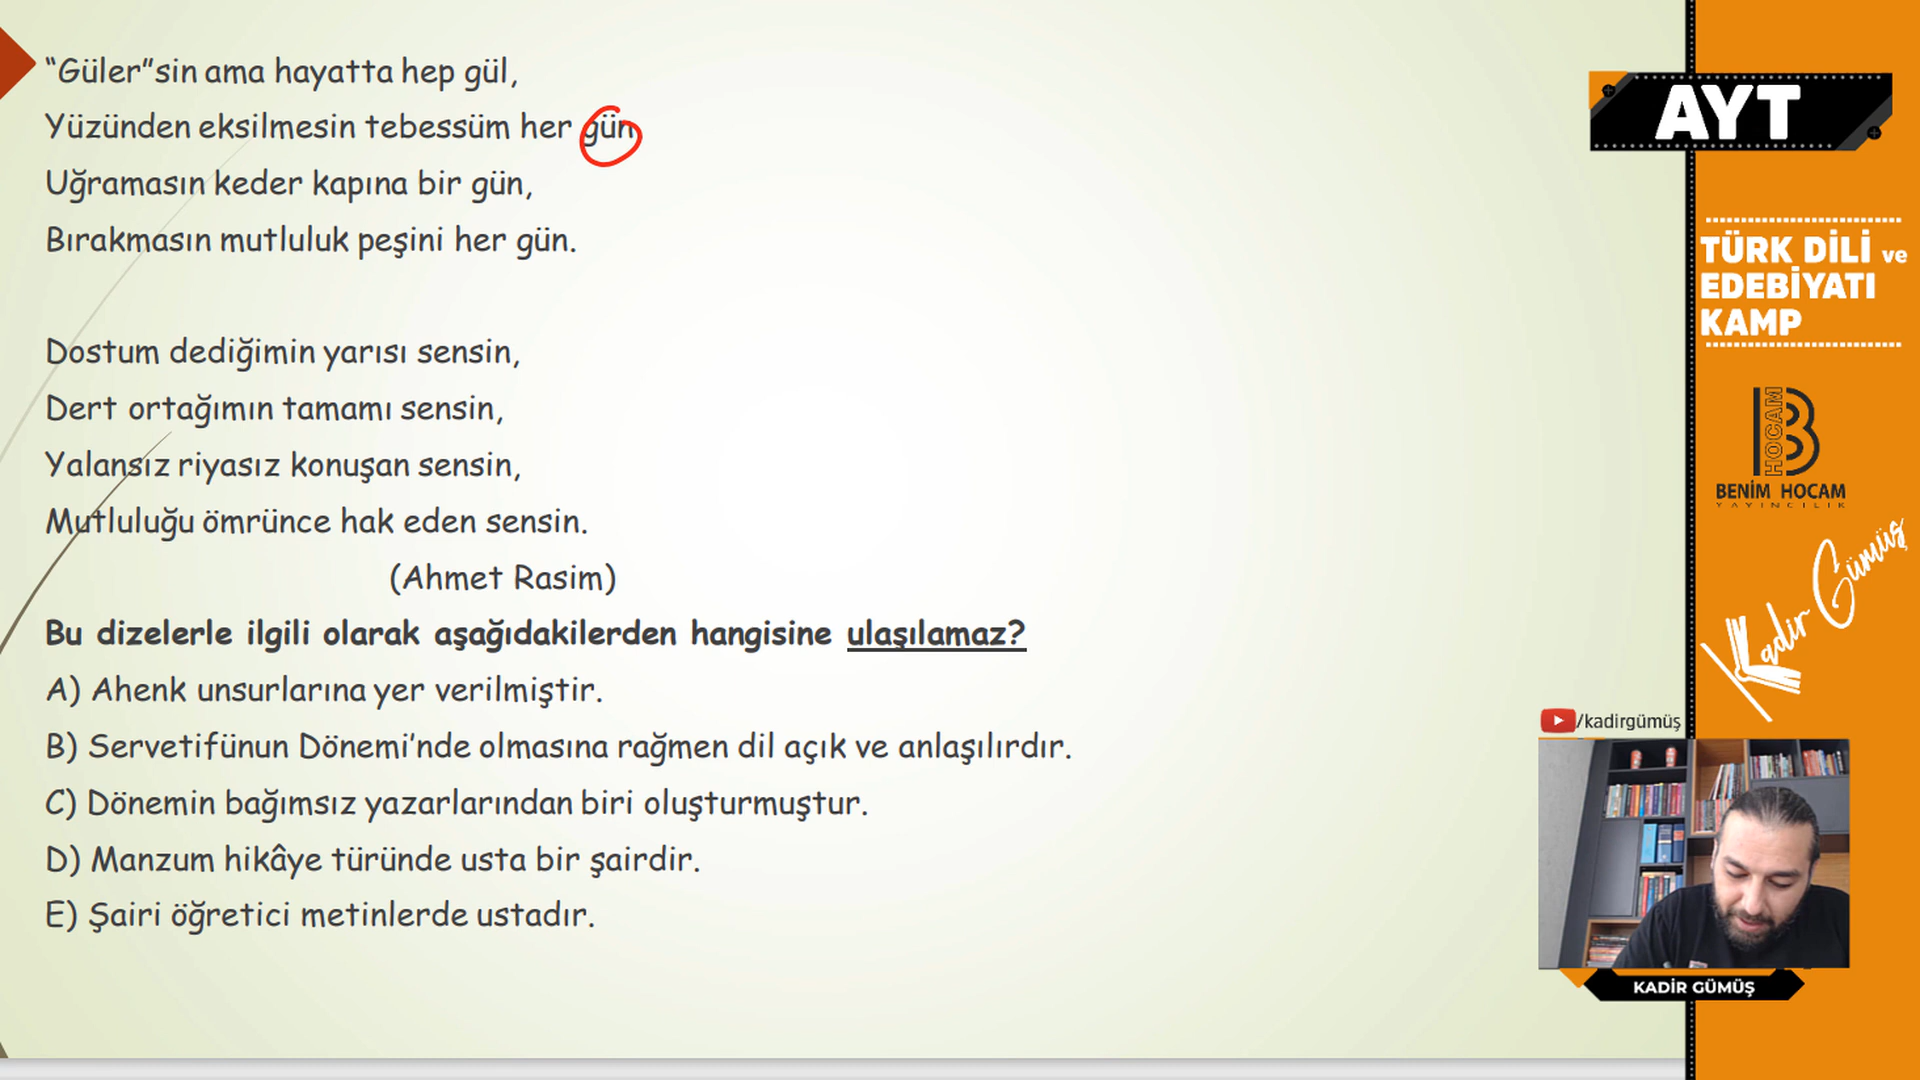 “Güler”sin ama hayatta hep gül,
Yüzünden eksilmesin tebessüm her gün
Uğramasın keder kapına bir gün,
Bırakmasın mutluluk peşini her gün.
Dostum dediğimin yarısı sensin,
Dert ortağımın tamamı sensin,
Yalansız riyasız konuşan sensin,
Mutluluğu ömrünce hak eden sensin.
(Ahmet Rasim)
Bu dizelerle ilgili olarak aşağıdakilerden hangisine ulaşılamaz?
A) Ahenk unsurlarına yer verilmiştir.
B) Servetifünun Dönemi’nde olmasına rağmen dil açık ve anlaşılırdır.
C) Dönemin bağımsız yazarlarından biri oluşturmuştur.
D) Manzum hikâye türünde usta bir şairdir.
E) Şairi öğretici metinlerde ustadır.
AYT
TÜRK DİLİ ve
EDEBİYATI
KAMP
B HOCAM
BENİM HOCAM
YAYINCILIK
Kadir Gümüş
/kadirgümüş
KADİR GÜMÜŞ